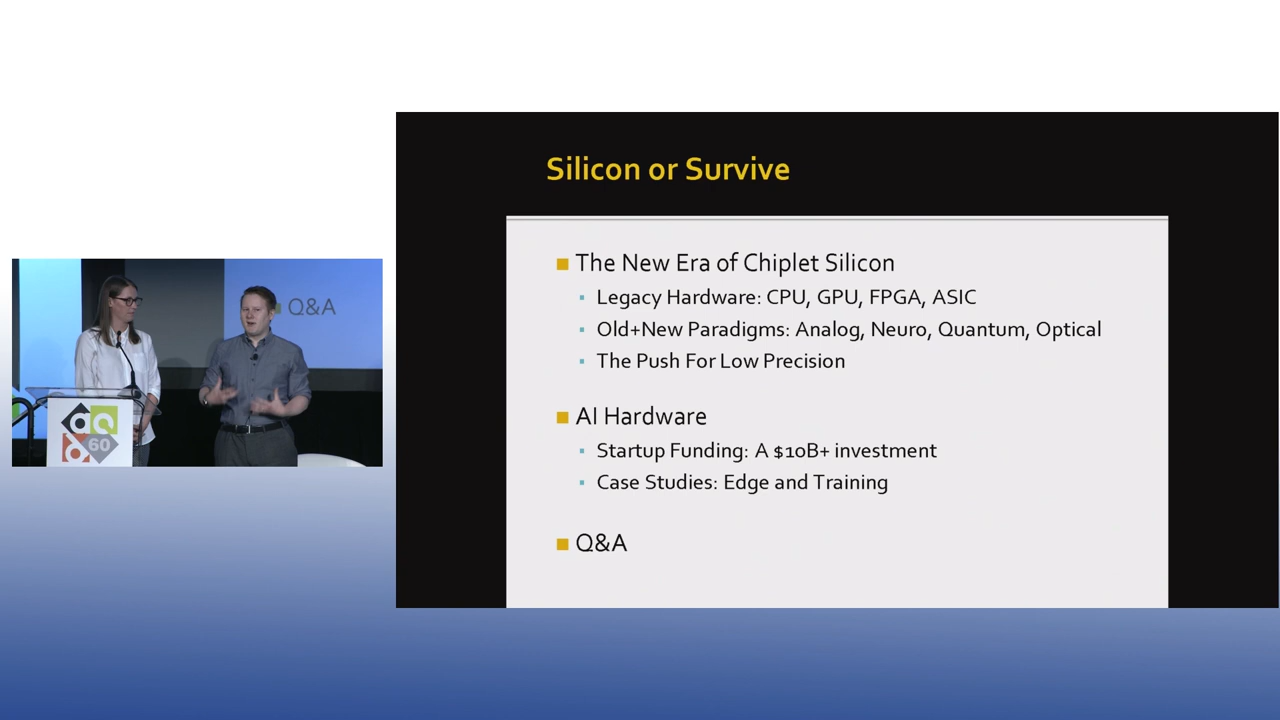 Silicon or Survive
The New Era of Chiplet Silicon
Legacy Hardware: CPU, GPU, FPGA, ASIC
Old+New Paradigms: Analog, Neuro, Quantum, Optical
The Push For Low Precision
AI Hardware
Startup Funding: A $10B+ investment
Case Studies: Edge and Training
Q&A
Q&A
60